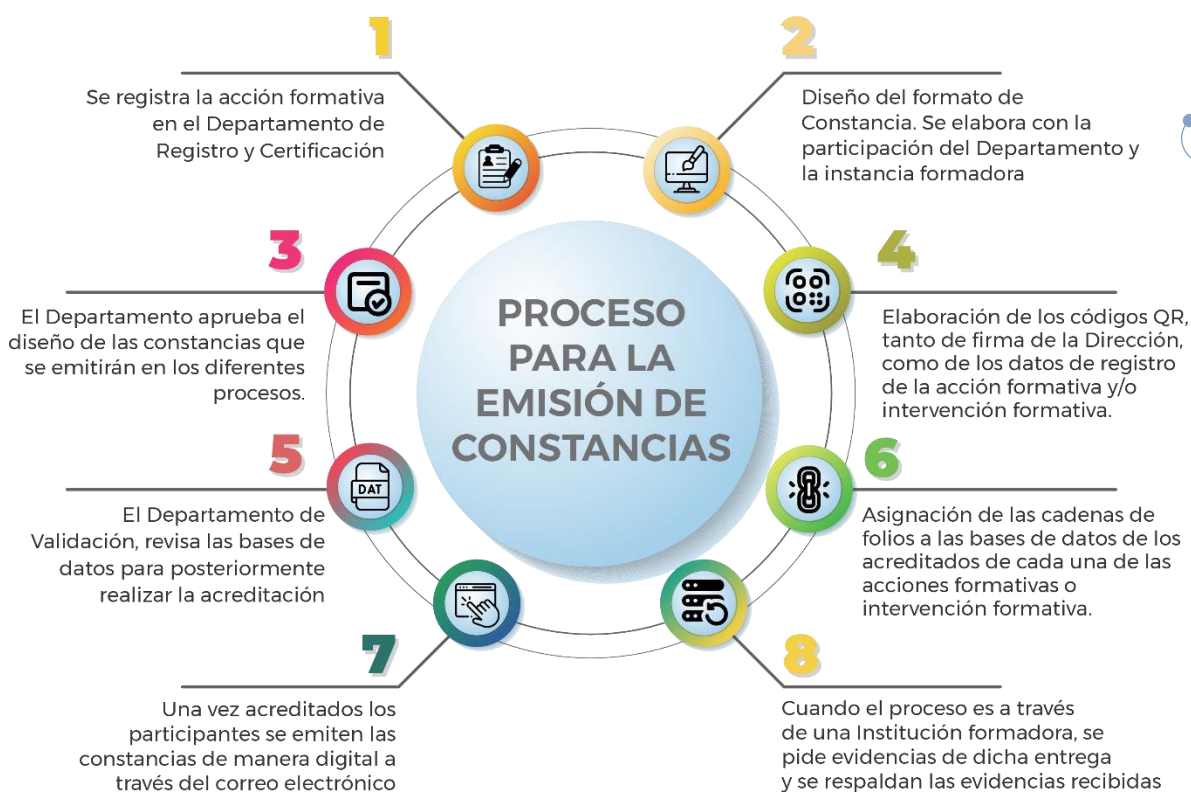 PROCESO
PARA LA
EMISIÓN DE
CONSTANCIAS
1
Se registra la acción formativa
en el Departamento de
Registro y Certificación
2
Diseño del formato de
Constancia. Se elabora con la
participación del Departamento y
la instancia formadora
3
El Departamento aprueba el
diseño de las constancias que
se emitirán en los diferentes
procesos.
4
Elaboración de los códigos QR,
tanto de firma de la Dirección,
como de los datos de registro
de la acción formativa y/o
intervención formativa.
5
DAT
El Departamento de
Validación, revisa las bases de
datos para posteriormente
realizar la acreditación
6
Asignación de las cadenas de
folios a las bases de datos de los
acreditados de cada una de las
acciones formativas o
intervención formativa.
7
Una vez acreditados los
participantes se emiten las
constancias de manera digital a
través del correo electrónico
8
Cuando el proceso es a través
de una Institución formadora, se
pide evidencias de dicha entrega
y se respaldan las evidencias recibidas